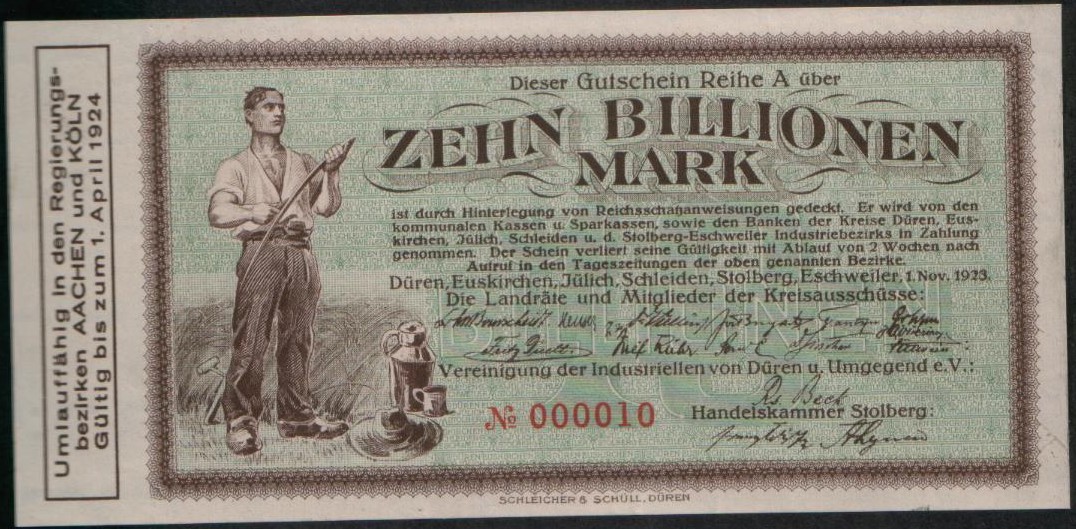 Umlauffähig in den Regierungs-
bezirken AACHEN und KÖLN
Gültig bis zum 1. April 1924
Dieser Gutschein Reihe A über
ZEHN BILLIONEN
MARK
ist durch Hinterlegung von Reichsschatzanweisungen gedeckt. Er wird von den
kommunalen Kassen u. Sparkassen, sowie den Banken der Kreise Düren, Eus-
kirchen, Jülich, Schleiden u. d. Stolberg-Eschweiler Industriebezirks in Zahlung
genommen. Der Schein verliert seine Gültigkeit mit Ablauf von 2 Wochen nach
Aufruf in den Tageszeitungen der oben genannten Bezirke.
Düren, Euskirchen, Jülich, Schleiden, Stolberg, Eschweiler, 1. Nov. 1923.
Die Landräte und Mitglieder der Kreisausschüsse:
Vereinigung der Industriellen von Düren u. Umgegend e.V.:
№ 000010
Handelskammer Stolberg:
SCHLEICHER & SCHÜLL, DÜREN